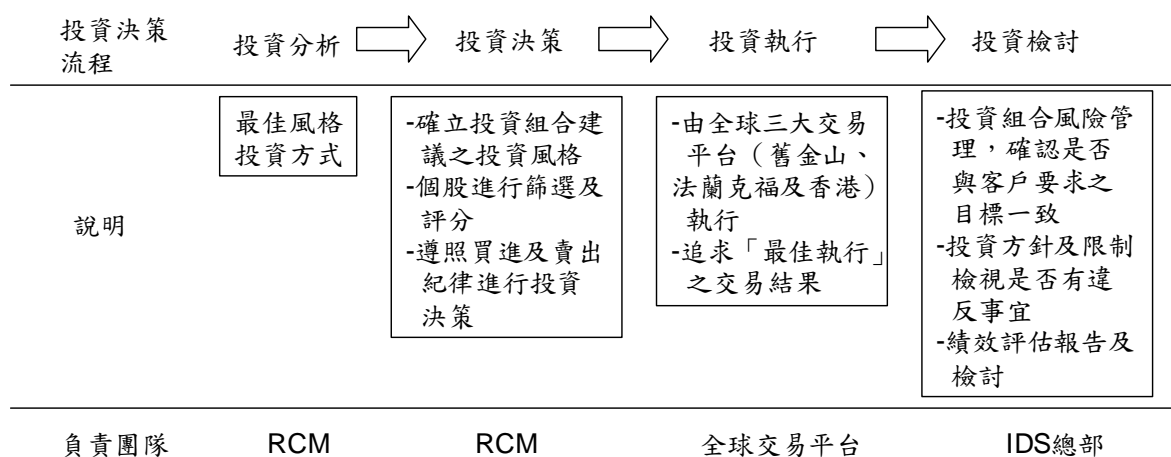 投資決策
流程
投資分析
投資決策
投資執行
投資檢討
說明
最佳風格
投資方式
-確立投資組合建
議之投資風格
-個股進行篩選及
評分
-遵照買進及賣出
紀律進行投資
決策
-由全球三大交易
平台（舊金山、
法蘭克福及香港）
執行
-追求「最佳執行」
之交易結果
-投資組合風險管
理，確認是否
與客戶要求之
目標一致
-投資方針及限制
檢視是否有違
反事宜
-績效評估報告及
檢討
負責團隊
RCM
RCM
全球交易平台
IDS總部